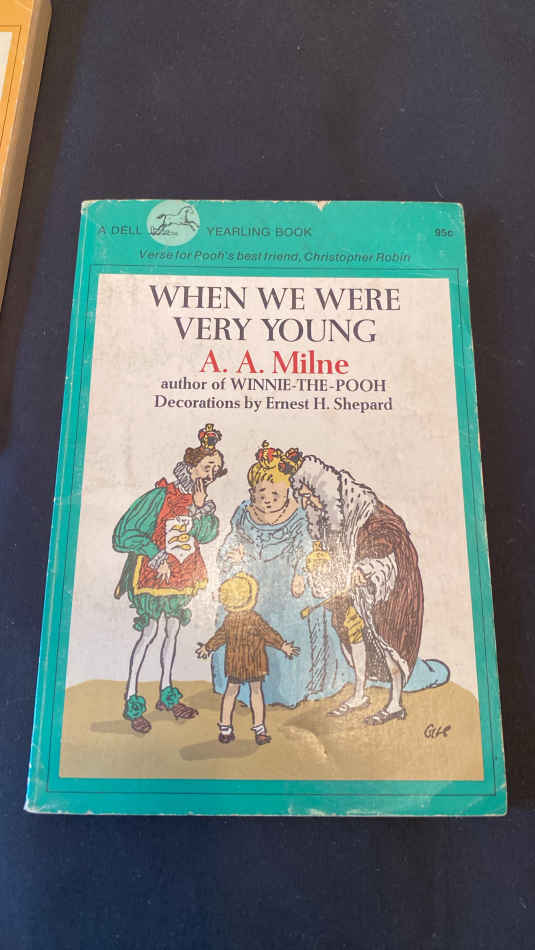 A DELL YEARLING BOOK 95c
Verse for Pooh's best friend, Christopher Robin
WHEN WE WERE
VERY YOUNG
A. A. Milne
author of WINNIE-THE-POOH
Decorations by Ernest H. Shepard